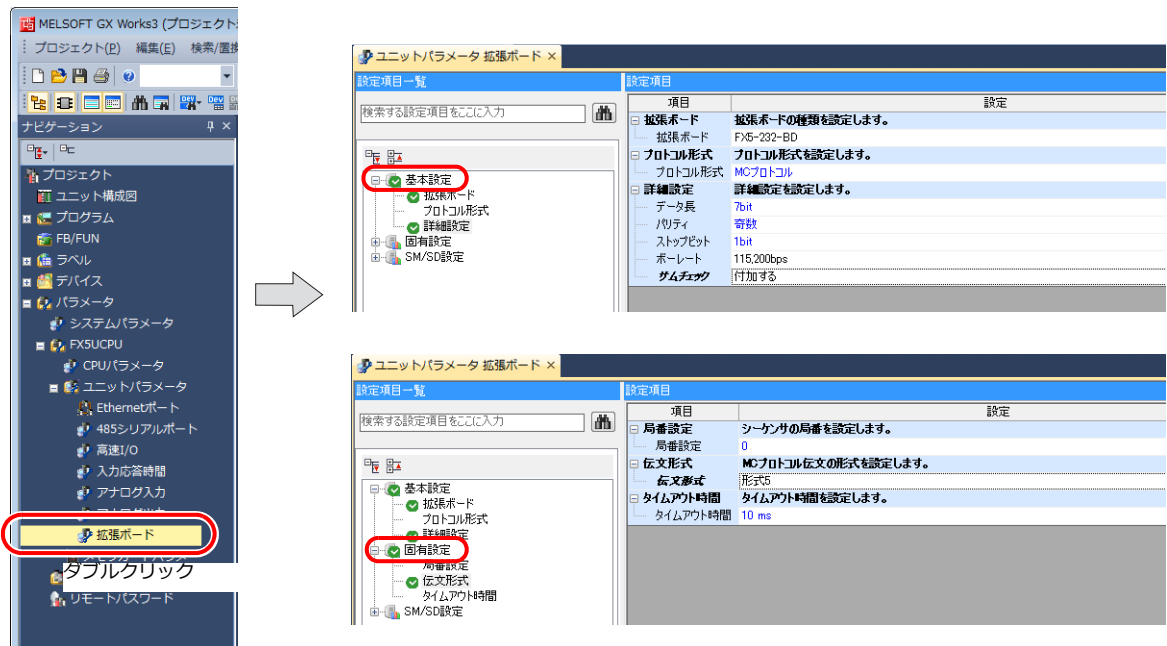 MELSOFT GX Works3 (プロジェクト
プロジェクト(P) 編集(E) 検索/置換
ナビゲーション
プロジェクト
ユニット構成図
プログラム
FB/FUN
ラベル
デバイス
パラメータ
システムパラメータ
FX5UCPU
CPUパラメータ
ユニットパラメータ
Ethernetポート
485シリアルポート
高速I/O
入力応答時間
アナログ入力
拡張ボード
ダブルクリック
リモートパスワード
ユニットパラメータ 拡張ボード
設定項目一覧
検索する設定項目をここに入力
基本設定
拡張ボード
プロトコル形式
詳細設定
固有設定
SM/SD設定
設定項目
項目 設定
拡張ボード 拡張ボードの種類を設定します。
拡張ボード FX5-232-BD
プロトコル形式 プロトコル形式を設定します。
プロトコル形式 MCプロトコル
詳細設定 詳細設定を設定します。
データ長 7bit
パリティ 奇数
ストップビット 1bit
ボーレート 115,200bps
サムチェック 付加する
ユニットパラメータ 拡張ボード
設定項目一覧
検索する設定項目をここに入力
基本設定
拡張ボード
プロトコル形式
詳細設定
固有設定
局番設定
伝文形式
タイムアウト時間
SM/SD設定
設定項目
項目 設定
局番設定 シーケンサの局番を設定します。
局番設定 0
伝文形式 MCプロトコル伝文の形式を設定します。
伝文形式 形式5
タイムアウト時間 タイムアウト時間を設定します。
タイムアウト時間 10 ms